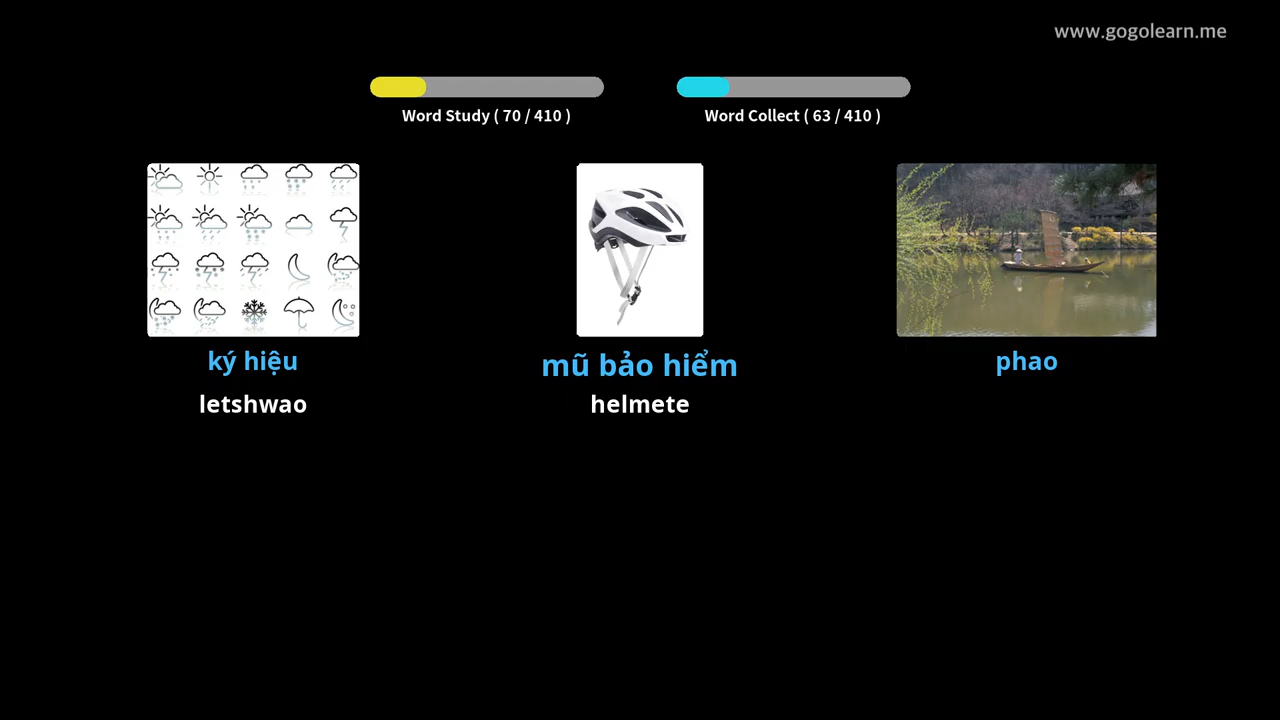 www.gogolearn.me
Word Study ( 70 / 410 )
Word Collect ( 63 / 410 )
ký hiệu
letshwao
mũ bảo hiểm
helmete
phao